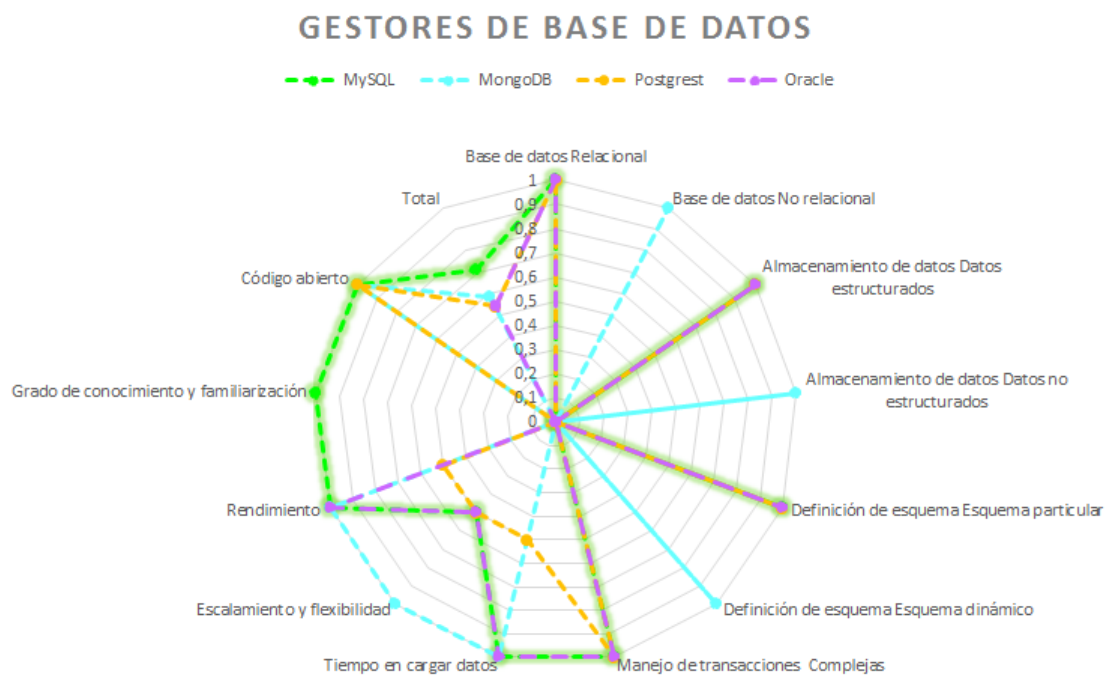 GESTORES DE BASE DE DATOS
MySQL MongoDB Postgrest Oracle
Base de datos Relacional
Total
Base de datos No relacional
Código abierto
Almacenamiento de datos Datos
estructurados
Grado de conocimiento y familiarización
Almacenamiento de datos Datos no
estructurados
Rendimiento
Definición de esquema Esquema particular
Escalamiento y flexibilidad
Definición de esquema Esquema dinámico
Tiempo en cargar datos
Manejo de transacciones Complejas
1
0,9
0,8
0,7
0,6
0,5
0,4
0,3
0,2
0,1
0